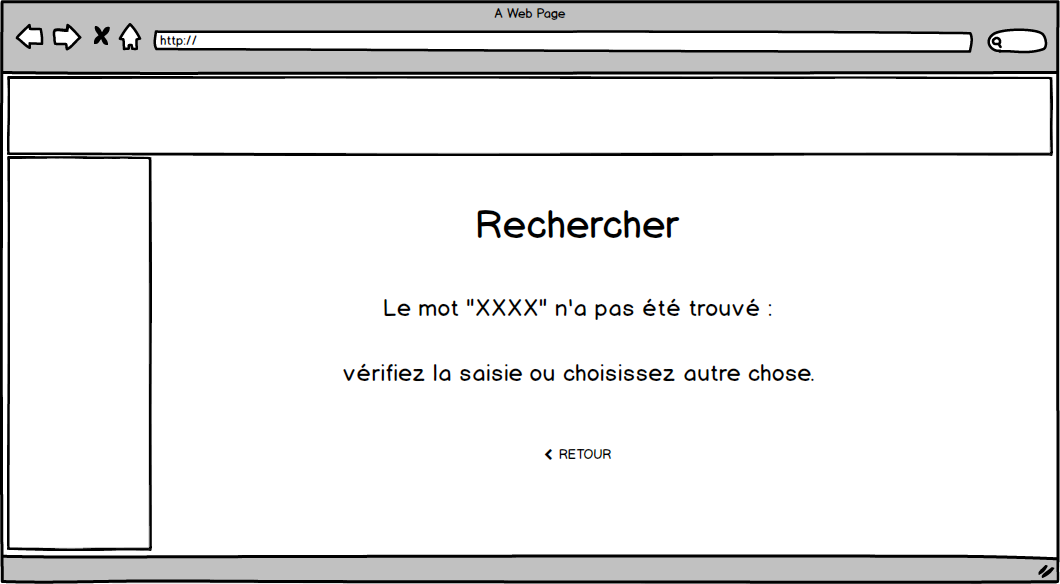 A Web Page
http://
Rechercher
Le mot "XXXX" n'a pas été trouvé :
vérifiez la saisie ou choisissez autre chose.
RETOUR